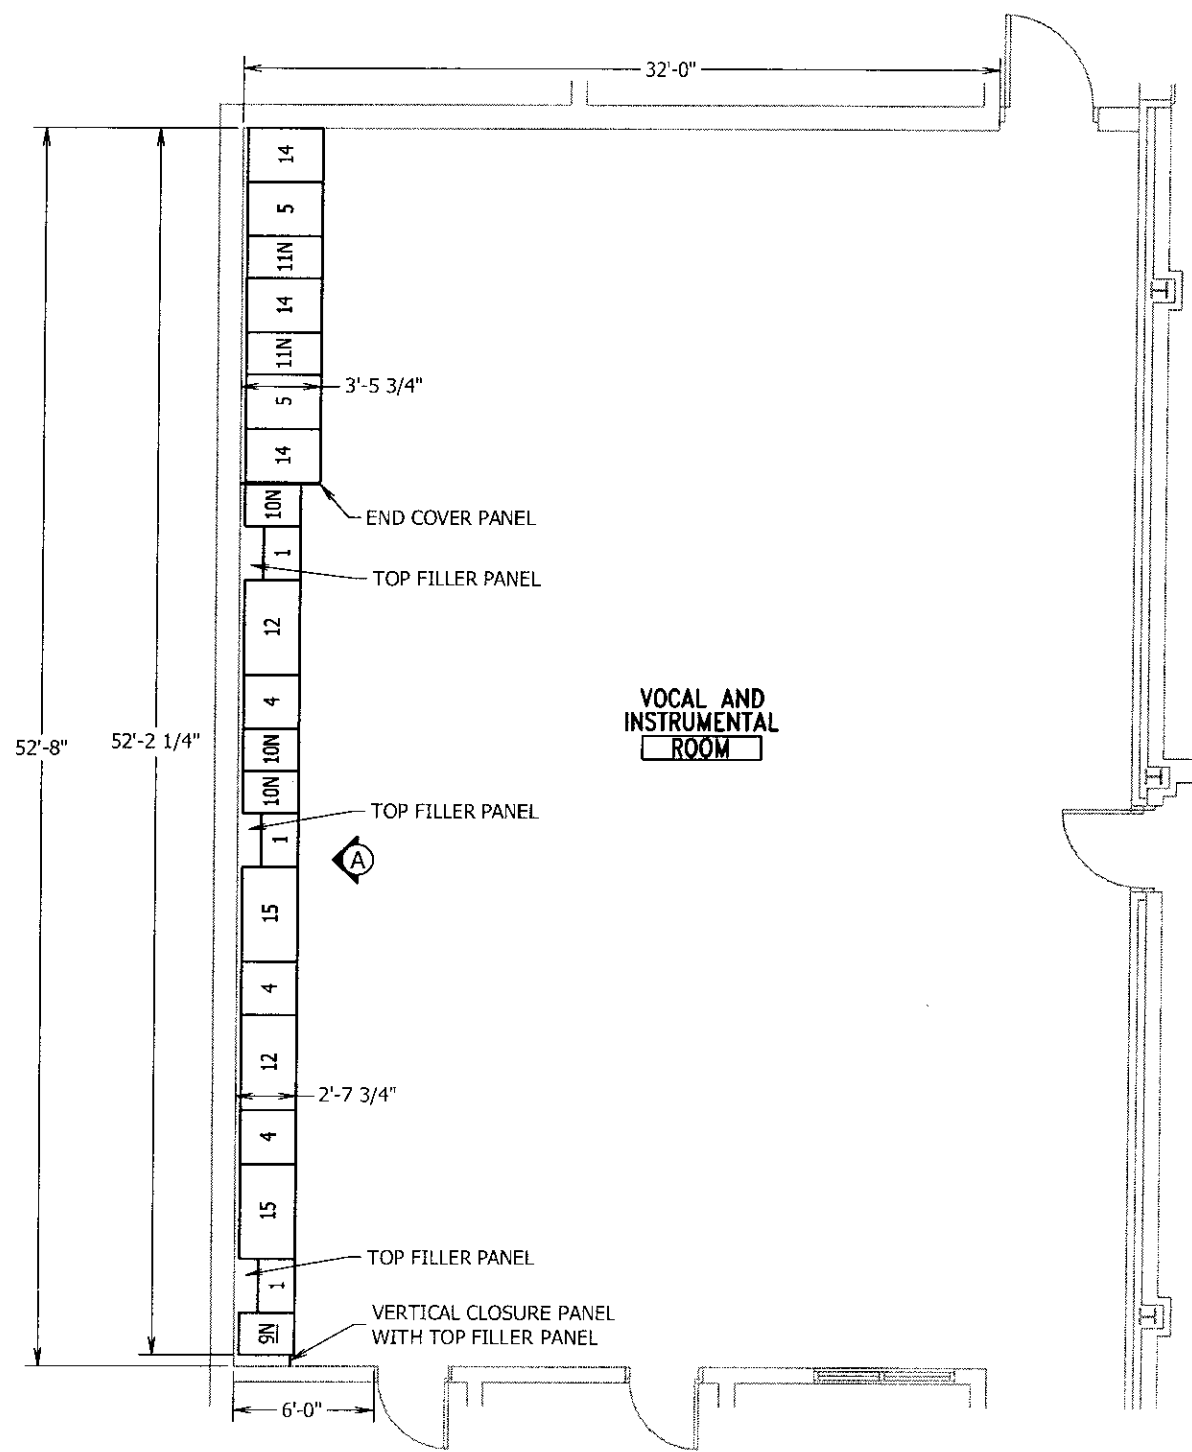 32'-0"
14
5
11N
14
11N
3'-5 3/4"
5
14
10N
END COVER PANEL
1
TOP FILLER PANEL
12
VOCAL AND
INSTRUMENTAL
ROOM
4
52'-8"
52'-2 1/4"
10N
10N
TOP FILLER PANEL
1
A
15
4
12
2'-7 3/4"
4
15
TOP FILLER PANEL
1
VERTICAL CLOSURE PANEL
WITH TOP FILLER PANEL
9N
6'-0"